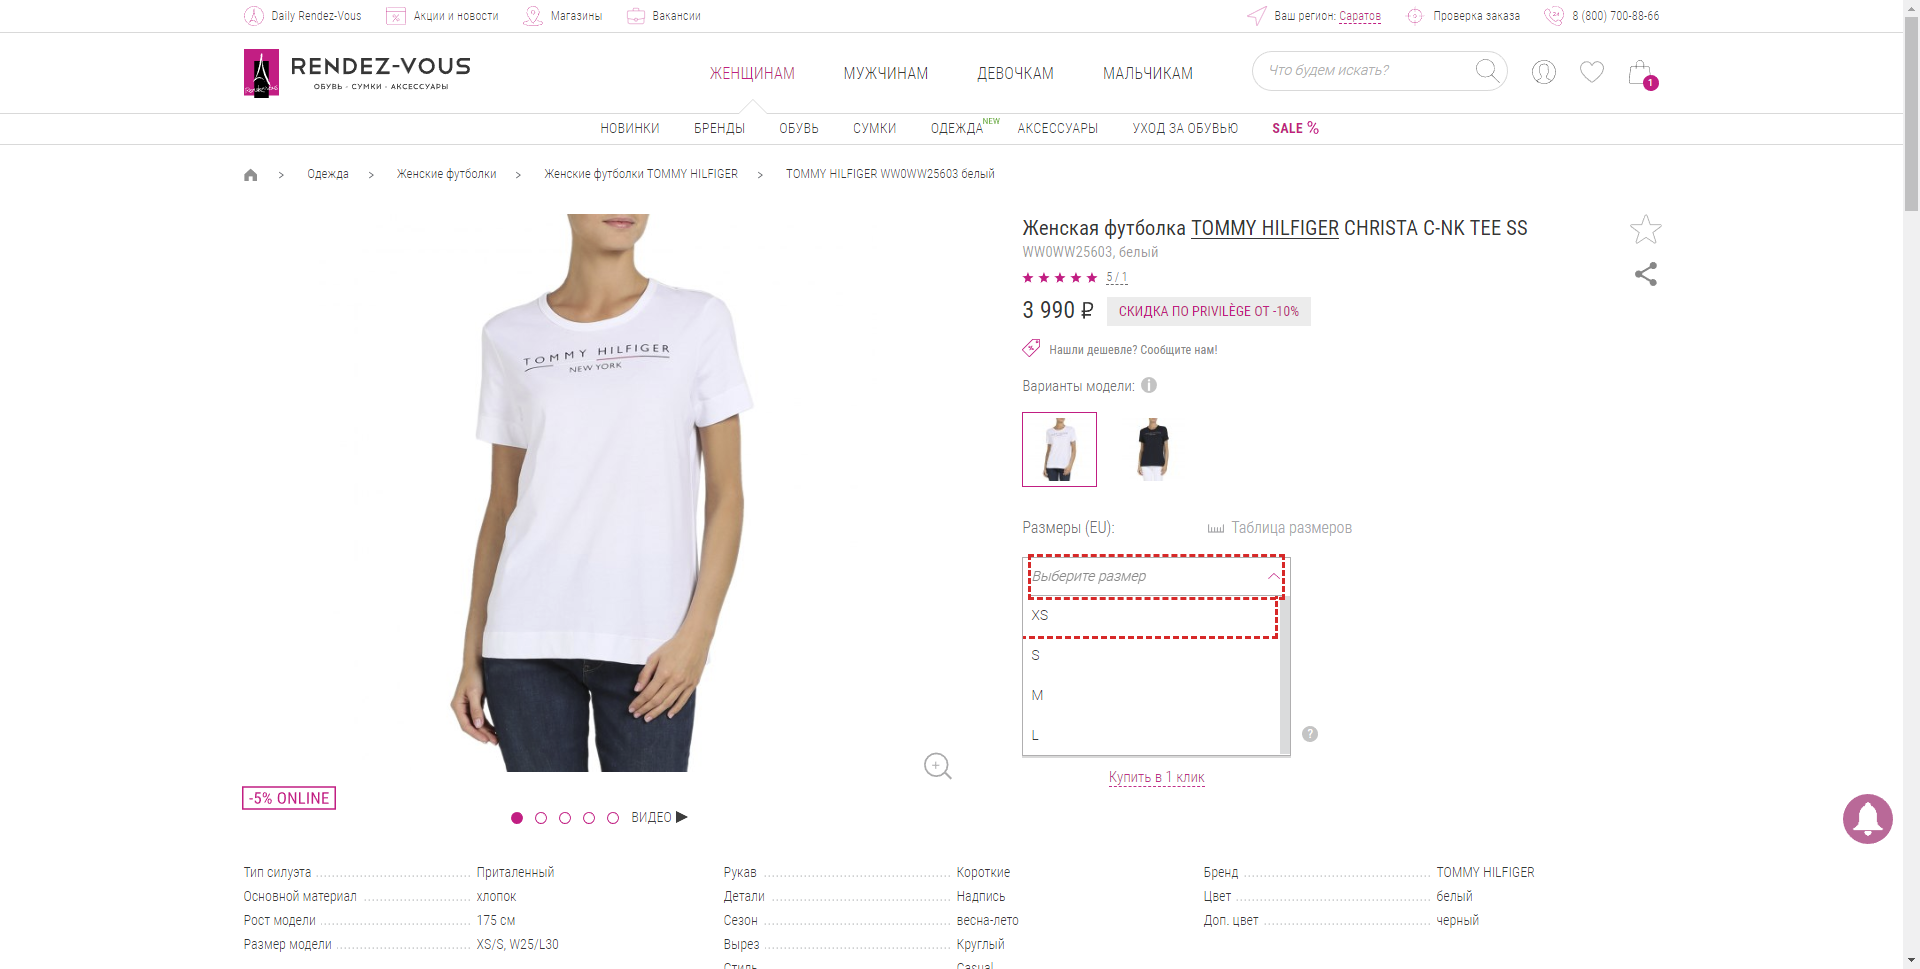 Daily Rendez-Vous
Акции и новости
Магазины
Вакансии
Ваш регион: Саратов
Проверка заказа
8 (800) 700-88-66
RENDEZ-VOUS
ОБУВЬ · СУМКИ · АКСЕССУАРЫ
ЖЕНЩИНАМ
МУЖЧИНАМ
ДЕВОЧКАМ
МАЛЬЧИКАМ
Что будем искать?
1
НОВИНКИ
БРЕНДЫ
ОБУВЬ
СУМКИ
ОДЕЖДА NEW
АКСЕССУАРЫ
УХОД ЗА ОБУВЬЮ
SALE %
Одежда
Женские футболки
Женские футболки TOMMY HILFIGER
TOMMY HILFIGER WW0WW25603 белый
TOMMY HILFIGER
NEW YORK
Женская футболка TOMMY HILFIGER CHRISTA C-NK TEE SS
WW0WW25603, белый
5 / 1
3 990 ₽
СКИДКА ПО PRIVILÈGE ОТ -10%
Нашли дешевле? Сообщите нам!
Варианты модели:
Размеры (EU):
Таблица размеров
Выберите размер
XS
S
M
L
?
Купить в 1 клик
-5% ONLINE
ВИДЕО
Тип силуэта Приталенный
Основной материал хлопок
Рост модели 175 см
Размер модели XS/S, W25/L30
Рукав Короткие
Детали Надпись
Сезон весна-лето
Вырез Круглый
Стиль Casual
Бренд TOMMY HILFIGER
Цвет белый
Доп. цвет черный